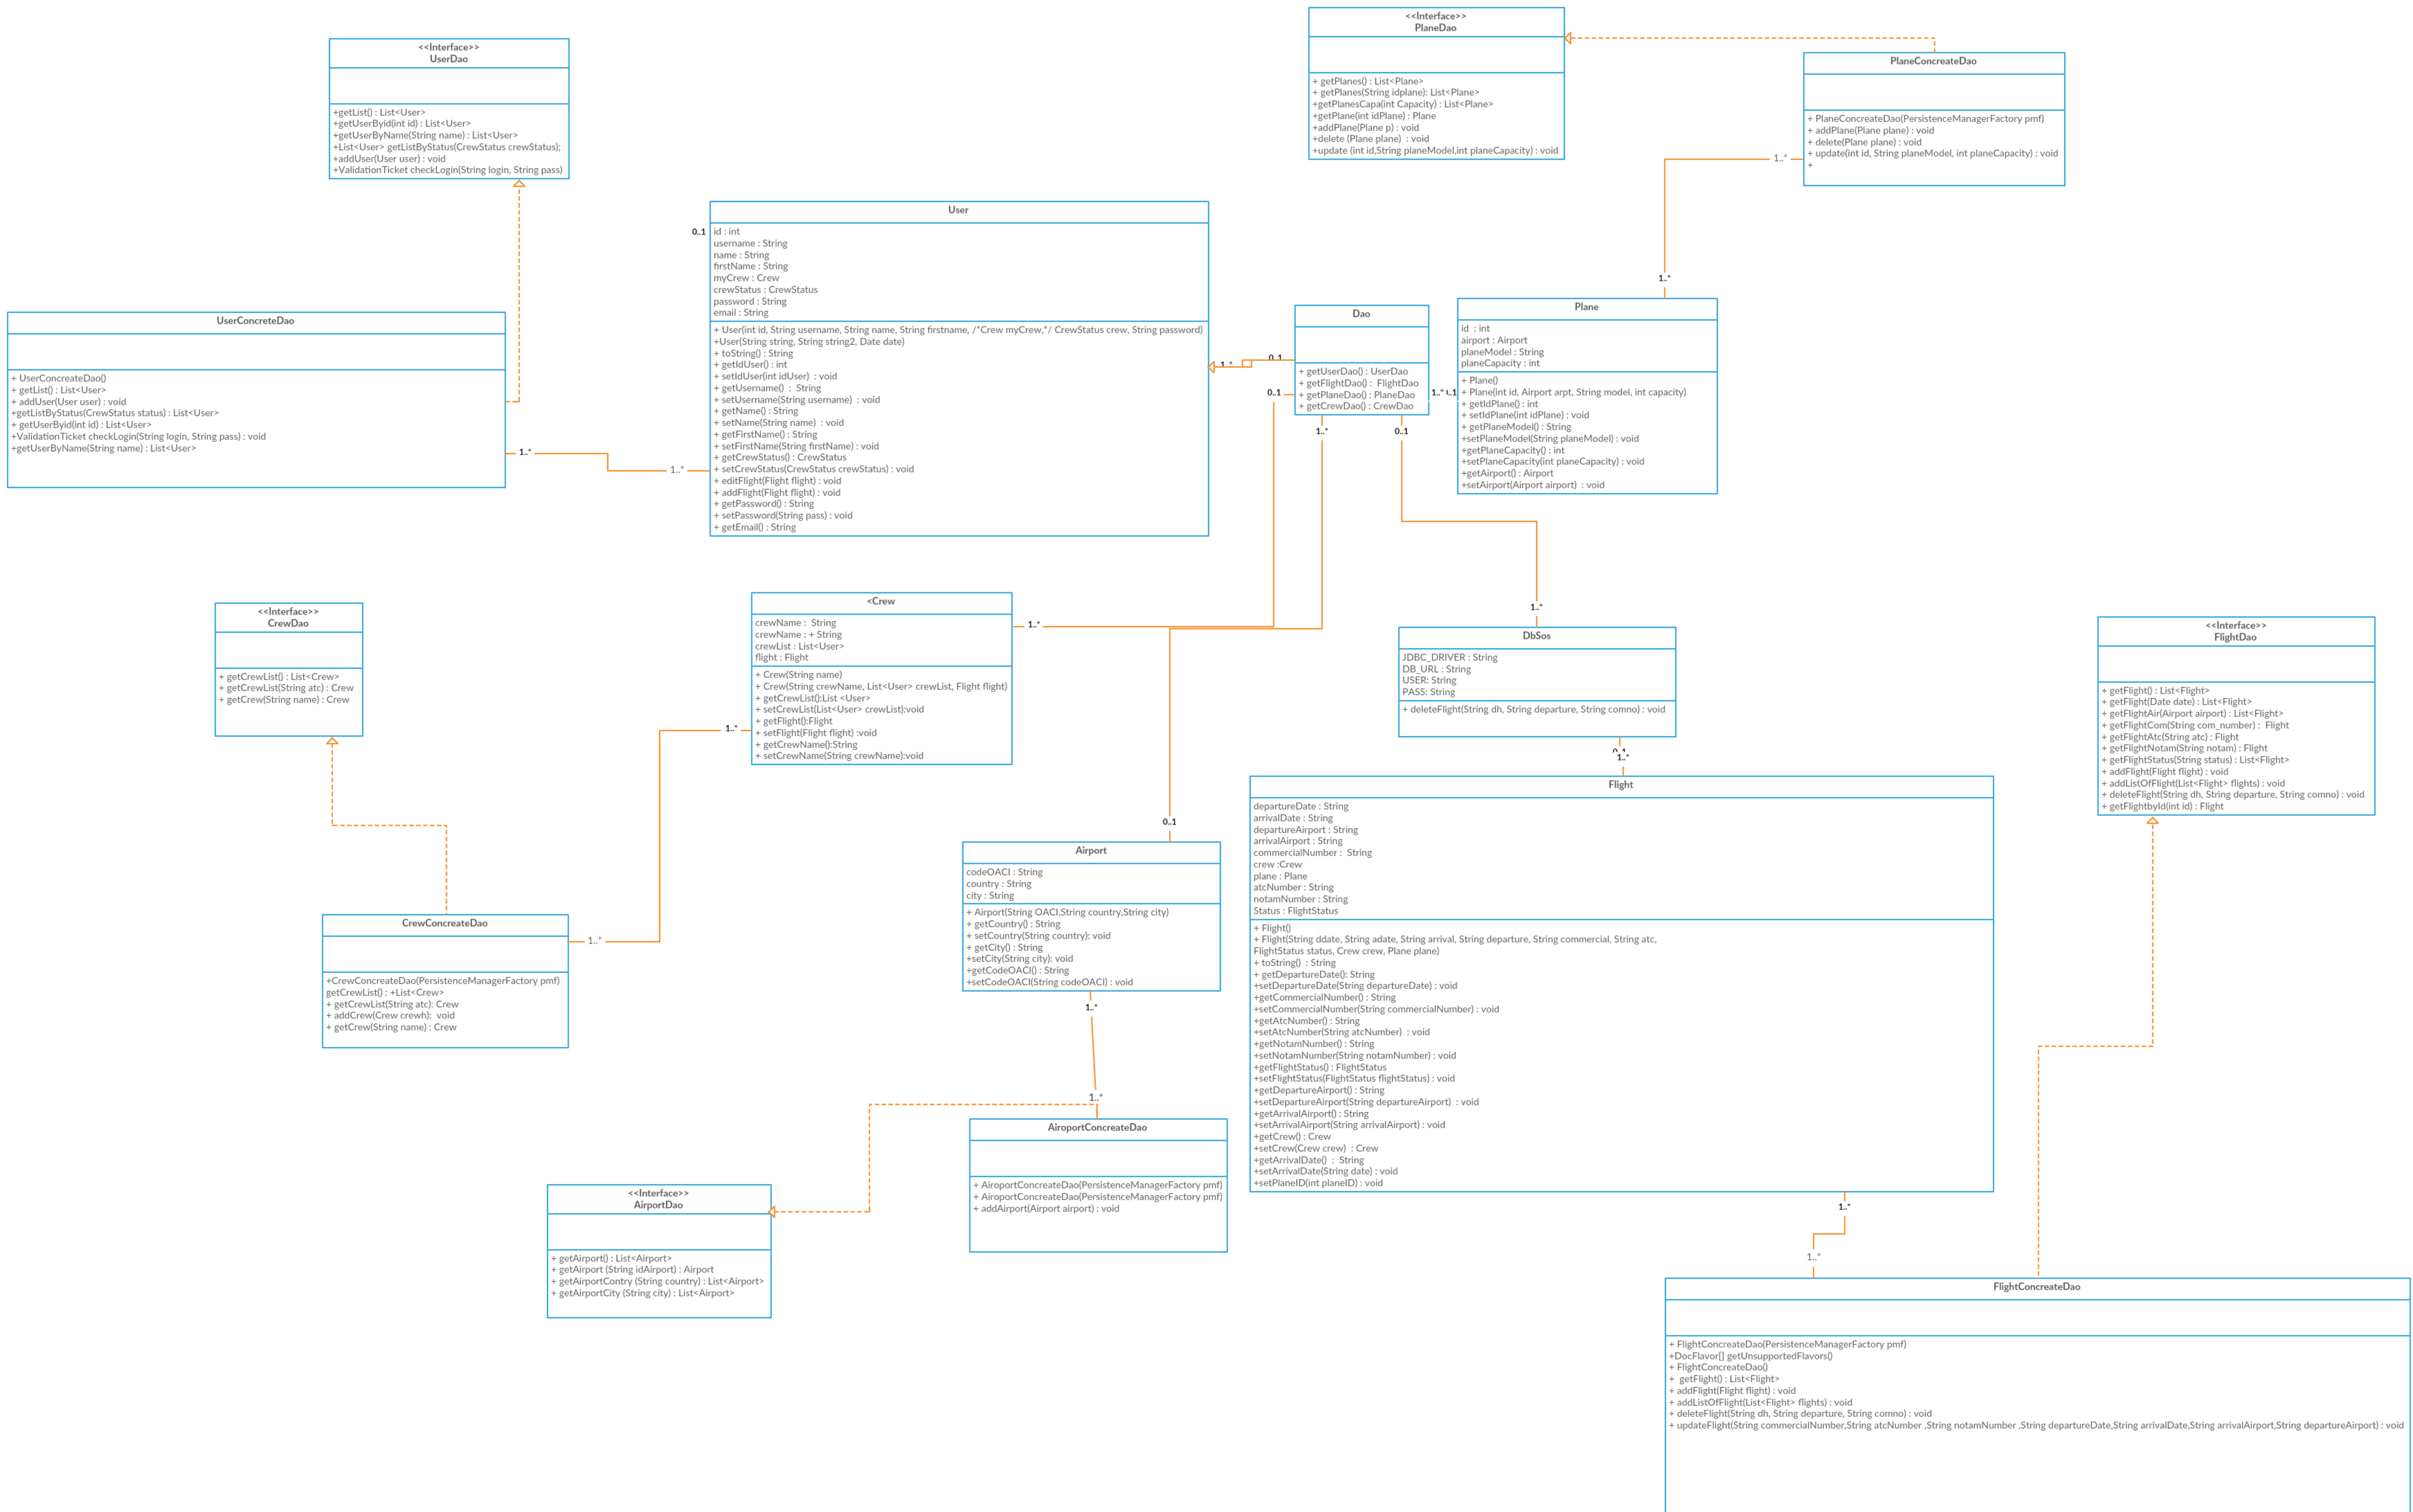 <<Interface>>
PlaneDao
+ getPlanes() : List<Plane>
+ getPlanes(String idplane): List<Plane>
+getPlanesCapa(int Capacity) : List<Plane>
+getPlane(int idPlane) : Plane
+addPlane(Plane p) : void
+delete (Plane plane)  : void
+update (int id,String planeModel,int planeCapacity) : void
<<Interface>>
UserDao
+getList() : List<User>
+getUserByid(int id) : List<User>
+getUserByName(String name) : List<User>
+List<User> getListByStatus(CrewStatus crewStatus);
+addUser(User user) : void
+ValidationTicket checkLogin(String login, String pass)
PlaneConcreateDao
+ PlaneConcreateDao(PersistenceManagerFactory pmf)
+ addPlane(Plane plane) : void
+ delete(Plane plane) : void
+ update(int id, String planeModel, int planeCapacity) : void
+
1..*
1..*
User
0..1
id : int
username : String
name : String
firstName : String
myCrew : Crew
crewStatus : CrewStatus
password : String
email : String
+ User(int id, String username, String name, String firstname, /*Crew myCrew,*/ CrewStatus crew, String password)
+User(String string, String string2, Date date)
+ toString() : String
+ getIdUser() : int
+ setIdUser(int idUser)  : void
+ getUsername()  :  String
+ setUsername(String username)  : void
+ getName() : String
+ setName(String name)  : void
+ getFirstName() : String
+ setFirstName(String firstName) : void
+ getCrewStatus() : CrewStatus
+ setCrewStatus(CrewStatus crewStatus) : void
+ editFlight(Flight flight) : void
+ addFlight(Flight flight) : void
+ getPassword() : String
+ setPassword(String pass) : void
+ getEmail() : String
UserConcreteDao
+ UserConcreateDao()
+ getList() : List<User>
+ addUser(User user) : void
+getListByStatus(CrewStatus status) : List<User>
+ getUserByid(int id) : List<User>
+ValidationTicket checkLogin(String login, String pass) : void
+getUserByName(String name) : List<User>
1..*
1..*
Dao
+ getUserDao() : UserDao
+ getFlightDao() :  FlightDao
+ getPlaneDao() : PlaneDao
+ getCrewDao() : CrewDao
1..*
0..1
0..1
1..*
1..*
0..1
Plane
id  : int
airport : Airport
planeModel : String
planeCapacity : int
+ Plane()
+ Plane(int id, Airport arpt, String model, int capacity)
+ getIdPlane() : int
+ setIdPlane(int idPlane) : void
+ getPlaneModel() : String
+setPlaneModel(String planeModel) : void
+getPlaneCapacity() : int
+setPlaneCapacity(int planeCapacity) : void
+getAirport() : Airport
+setAirport(Airport airport)  : void
<<Interface>>
CrewDao
+ getCrewList() : List<Crew>
+ getCrewList(String atc) : Crew
+ getCrew(String name) : Crew
<Crew
crewName :  String
crewName : + String
crewList : List<User>
flight : Flight
+ Crew(String name)
+ Crew(String crewName, List<User> crewList, Flight flight)
+ getCrewList():List <User>
+ setCrewList(List<User> crewList):void
+ getFlight():Flight
+ setFlight(Flight flight) :void
+ getCrewName():String
+ setCrewName(String crewName):void
1..*
1..*
1..*
DbSos
JDBC_DRIVER : String
DB_URL : String
USER: String
PASS: String
+ deleteFlight(String dh, String departure, String comno) : void
0..1
1..*
<<Interface>>
FlightDao
+ getFlight() : List<Flight>
+ getFlight(Date date) : List<Flight>
+ getFlightAir(Airport airport) : List<Flight>
+ getFlightCom(String com_number) :  Flight
+ getFlightAtc(String atc) : Flight
+ getFlightNotam(String notam) : Flight
+ getFlightStatus(String status) : List<Flight>
+ addFlight(Flight flight) : void
+ addListOfFlight(List<Flight> flights) : void
+ deleteFlight(String dh, String departure, String comno) : void
+ getFlightbyId(int id) : Flight
Flight
departureDate : String
arrivalDate : String
departureAirport : String
arrivalAirport : String
commercialNumber :  String
crew :Crew
plane : Plane
atcNumber : String
notamNumber : String
Status : FlightStatus
+ Flight()
+ Flight(String ddate, String adate, String arrival, String departure, String commercial, String atc,
FlightStatus status, Crew crew, Plane plane)
+ toString()  : String
+ getDepartureDate(): String
+setDepartureDate(String departureDate) : void
+getCommercialNumber() : String
+setCommercialNumber(String commercialNumber) : void
+getAtcNumber() : String
+setAtcNumber(String atcNumber)  : void
+getNotamNumber() : String
+setNotamNumber(String notamNumber) : void
+getFlightStatus() : FlightStatus
+setFlightStatus(FlightStatus flightStatus) : void
+getDepartureAirport() : String
+setDepartureAirport(String departureAirport)  : void
+getArrivalAirport() : String
+setArrivalAirport(String arrivalAirport) : void
+getCrew() : Crew
+setCrew(Crew crew)  : Crew
+getArrivalDate()  :  String
+setArrivalDate(String date) : void
+setPlaneID(int planeID) : void
0..1
Airport
codeOACI : String
country : String
city : String
+ Airport(String OACI,String country,String city)
+ getCountry() : String
+ setCountry(String country): void
+ getCity() : String
+setCity(String city): void
+getCodeOACI() : String
+setCodeOACI(String codeOACI) : void
1..*
1..*
CrewConcreateDao
+CrewConcreateDao(PersistenceManagerFactory pmf)
getCrewList() : +List<Crew>
+ getCrewList(String atc): Crew
+ addCrew(Crew crewh):  void
+ getCrew(String name) : Crew
1..*
AiroportConcreateDao
+ AiroportConcreateDao(PersistenceManagerFactory pmf)
+ AiroportConcreateDao(PersistenceManagerFactory pmf)
+ addAirport(Airport airport) : void
<<Interface>>
AirportDao
+ getAirport() : List<Airport>
+ getAirport (String idAirport) : Airport
+ getAirportContry (String country) : List<Airport>
+ getAirportCity (String city) : List<Airport>
1..*
1..*
FlightConcreateDao
+ FlightConcreateDao(PersistenceManagerFactory pmf)
+DocFlavor[] getUnsupportedFlavors()
+ FlightConcreateDao()
+  getFlight() : List<Flight>
+ addFlight(Flight flight) : void
+ addListOfFlight(List<Flight> flights) : void
+ deleteFlight(String dh, String departure, String comno) : void
+ updateFlight(String commercialNumber,String atcNumber ,String notamNumber ,String departureDate,String arrivalDate,String arrivalAirport,String departureAirport) : void